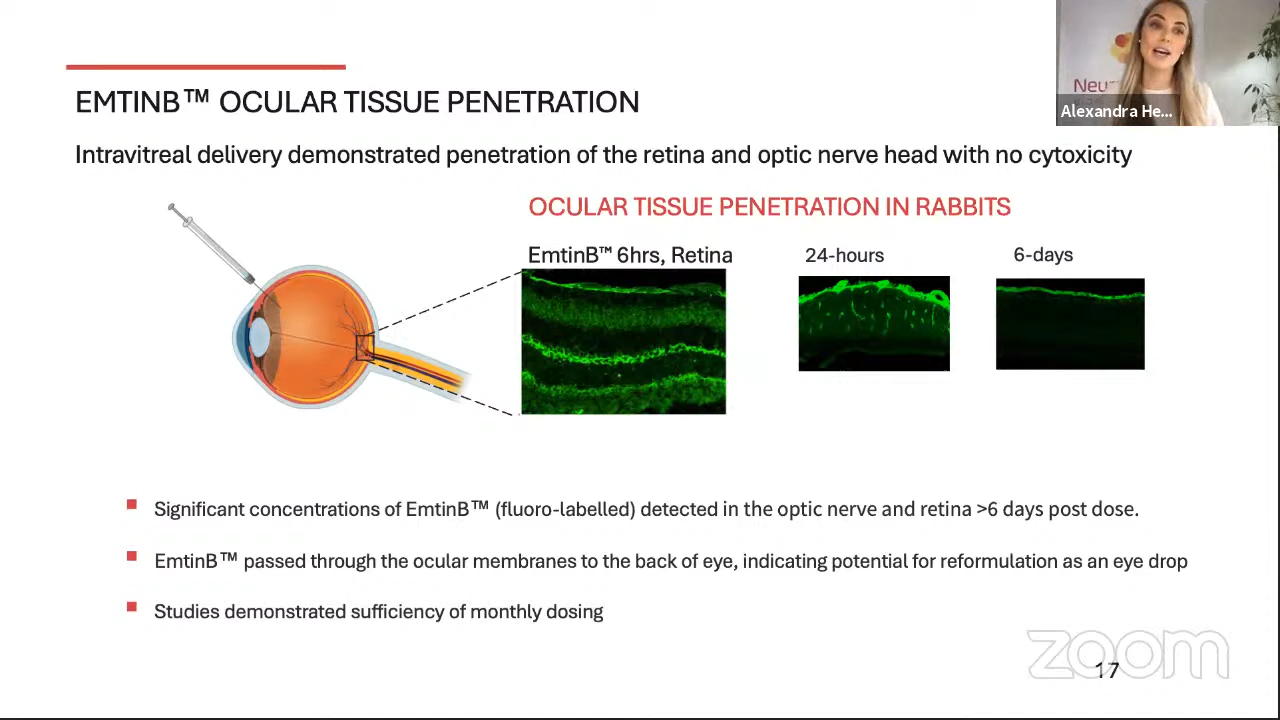 EMTINB™ OCULAR TISSUE PENETRATION
Intravitreal delivery demonstrated penetration of the retina and optic nerve head with no cytoxicity
OCULAR TISSUE PENETRATION IN RABBITS
EmtinB™ 6hrs, Retina
24-hours
6-days
Significant concentrations of EmtinB™ (fluoro-labelled) detected in the optic nerve and retina >6 days post dose.
EmtinB™ passed through the ocular membranes to the back of eye, indicating potential for reformulation as an eye drop
Studies demonstrated sufficiency of monthly dosing
Neu
Alexandra He...
zoom
17